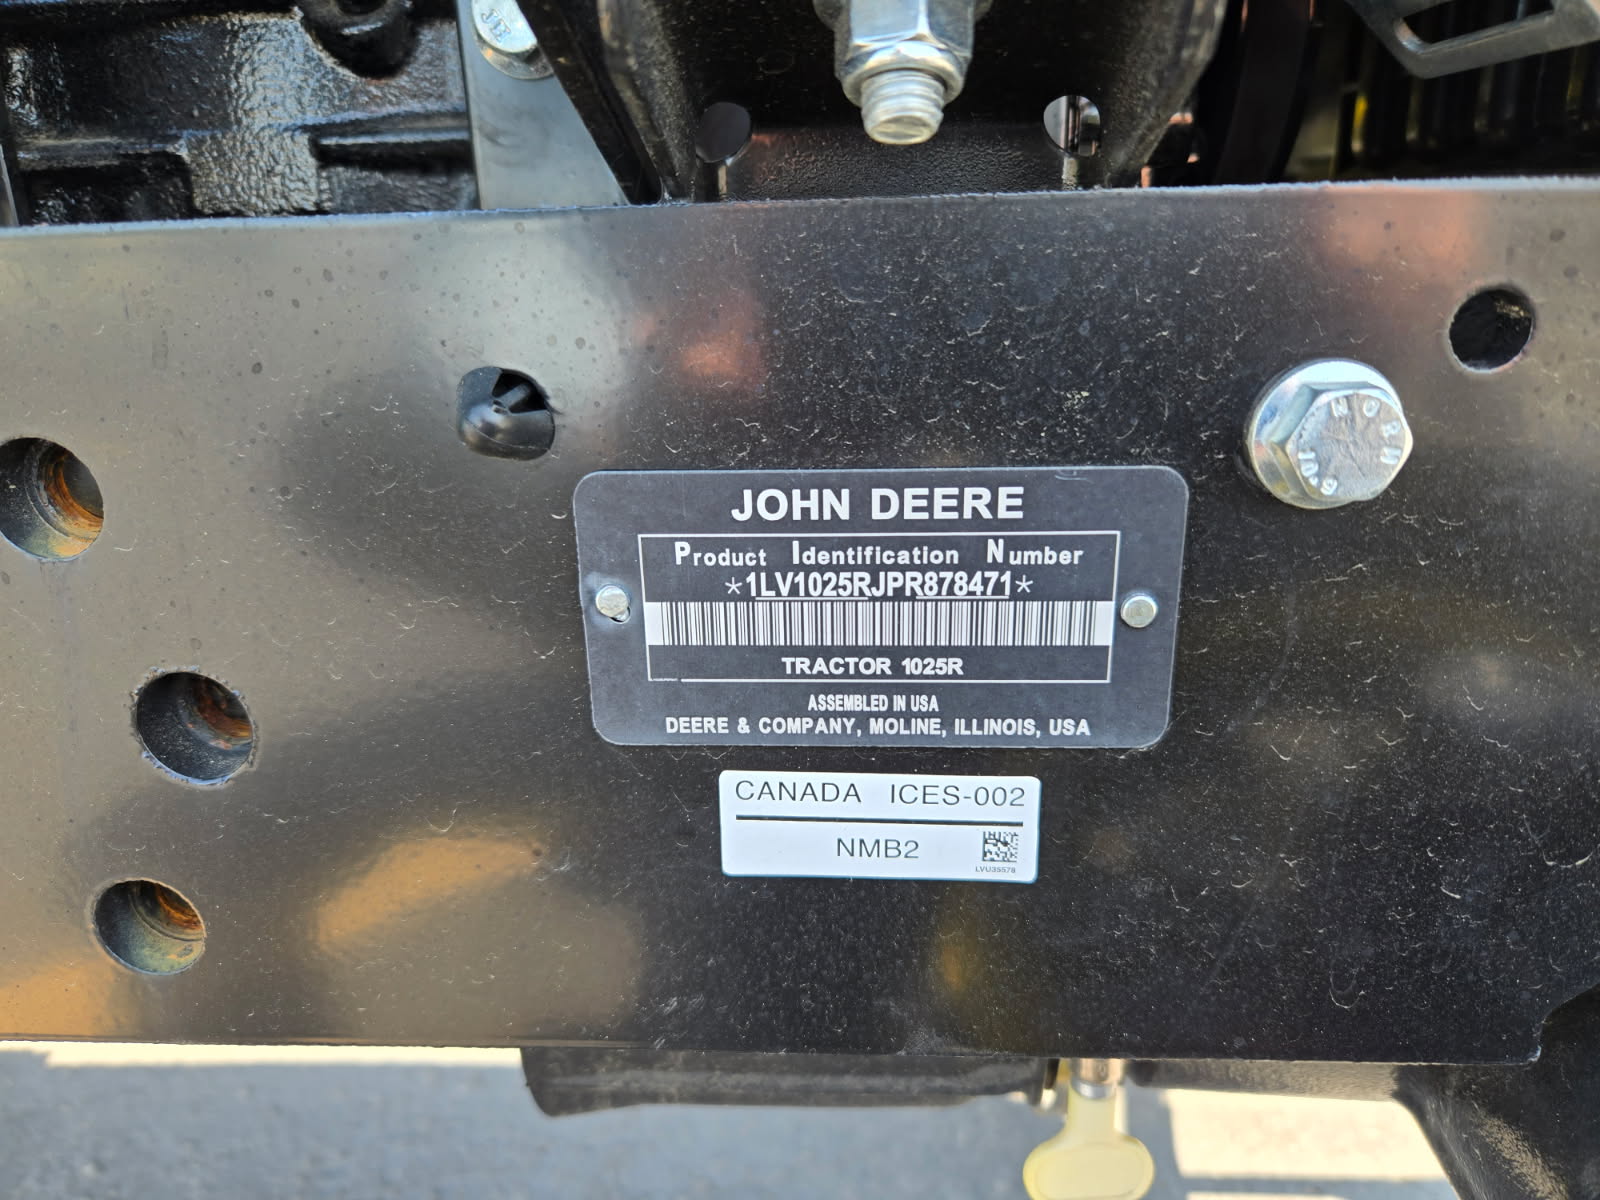 JOHN DEERE
Product Identification Number
*1LV1025RJPR878471*
TRACTOR 1025R
ASSEMBLED IN USA
DEERE & COMPANY, MOLINE, ILLINOIS, USA
CANADA ICES-002
NMB2
LVU35578